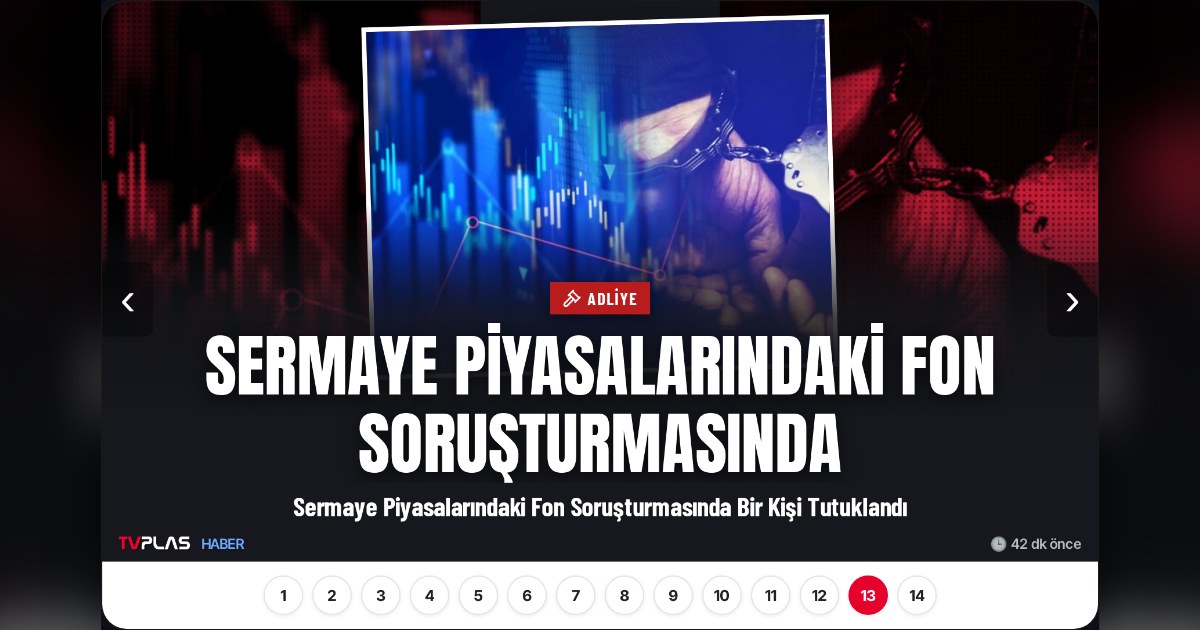 ADLİYE
SERMAYE PİYASALARINDAKİ FON
SORUŞTURMASINDA
Sermaye Piyasalarındaki Fon Soruşturmasında Bir Kişi Tutuklandı
TVPLAS HABER
42 dk önce
1 2 3 4 5 6 7 8 9 10 11 12 13 14